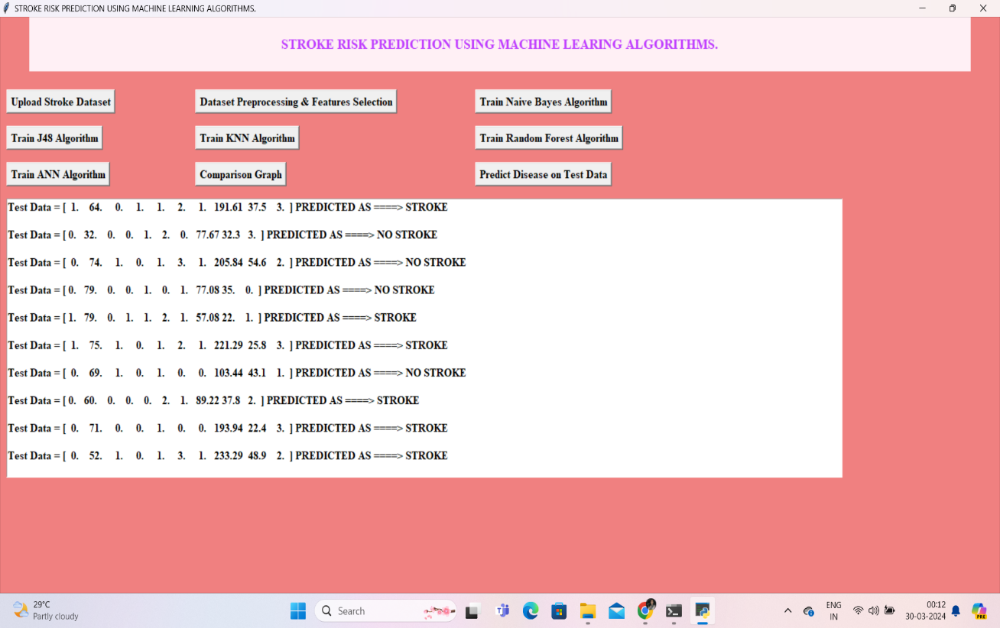 STROKE RISK PREDICTION USING MACHINE LEARNING ALGORITHMS.
STROKE RISK PREDICTION USING MACHINE LEARING ALGORITHMS.
Upload Stroke Dataset Dataset Preprocessing & Features Selection Train Naive Bayes Algorithm
Train J48 Algorithm Train KNN Algorithm Train Random Forest Algorithm
Train ANN Algorithm Comparison Graph Predict Disease on Test Data
Test Data = [ 1. 64. 0. 1. 1. 2. 1. 191.61 37.5 3. ] PREDICTED AS ====> STROKE
Test Data = [ 0. 32. 0. 0. 1. 2. 0. 77.67 32.3 3. ] PREDICTED AS ====> NO STROKE
Test Data = [ 0. 74. 1. 0. 1. 3. 1. 205.84 54.6 2. ] PREDICTED AS ====> NO STROKE
Test Data = [ 0. 79. 0. 0. 1. 0. 1. 77.08 35. 0. ] PREDICTED AS ====> NO STROKE
Test Data = [ 1. 79. 0. 1. 1. 2. 1. 57.08 22. 1. ] PREDICTED AS ====> STROKE
Test Data = [ 1. 75. 1. 0. 1. 2. 1. 221.29 25.8 3. ] PREDICTED AS ====> STROKE
Test Data = [ 0. 69. 1. 0. 1. 0. 0. 103.44 43.1 1. ] PREDICTED AS ====> NO STROKE
Test Data = [ 0. 60. 0. 0. 0. 2. 1. 89.22 37.8 2. ] PREDICTED AS ====> STROKE
Test Data = [ 0. 71. 0. 0. 1. 0. 0. 193.94 22.4 3. ] PREDICTED AS ====> STROKE
Test Data = [ 0. 52. 1. 0. 1. 3. 1. 233.29 48.9 2. ] PREDICTED AS ====> STROKE
29°C
Partly cloudy
Search
ENG
IN
00:12
30-03-2024
PRE